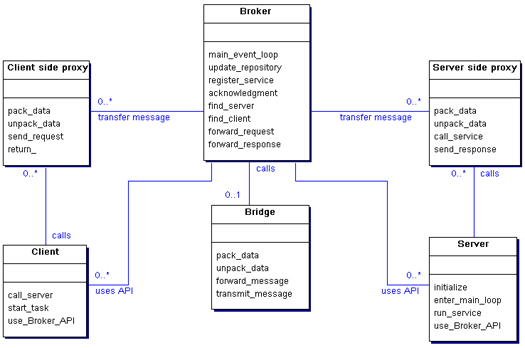 Broker
main_event_loop
update_repository
register_service
acknowledgment
find_server
find_client
forward_request
forward_response
Client side proxy
pack_data
unpack_data
send_request
return_
Server side proxy
pack_data
unpack_data
call_service
send_response
0..*
transfer message
0..*
transfer message
0..*
calls
calls
0..1
0..*
calls
Client
call_server
start_task
use_Broker_API
0..*
uses API
Bridge
pack_data
unpack_data
forward_message
transmit_message
0..*
uses API
Server
initialize
enter_main_loop
run_service
use_Broker_API